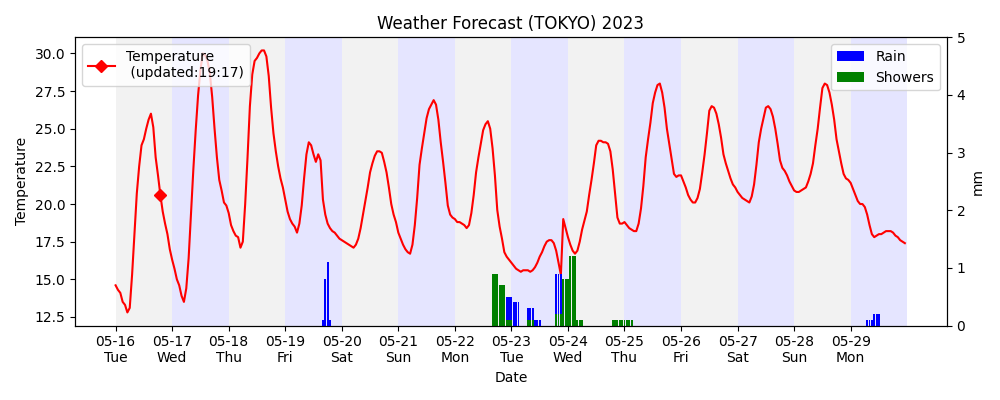 Weather Forecast (TOKYO) 2023
Temperature
(updated:19:17)
Rain
Showers
Temperature
30.0
27.5
25.0
22.5
20.0
17.5
15.0
12.5
5
4
3
2
1
0
mm
05-16 05-17 05-18 05-19 05-20 05-21 05-22 05-23 05-24 05-25 05-26 05-27 05-28 05-29
Tue Wed Thu Fri Sat Sun Mon Tue Wed Thu Fri Sat Sun Mon
Date